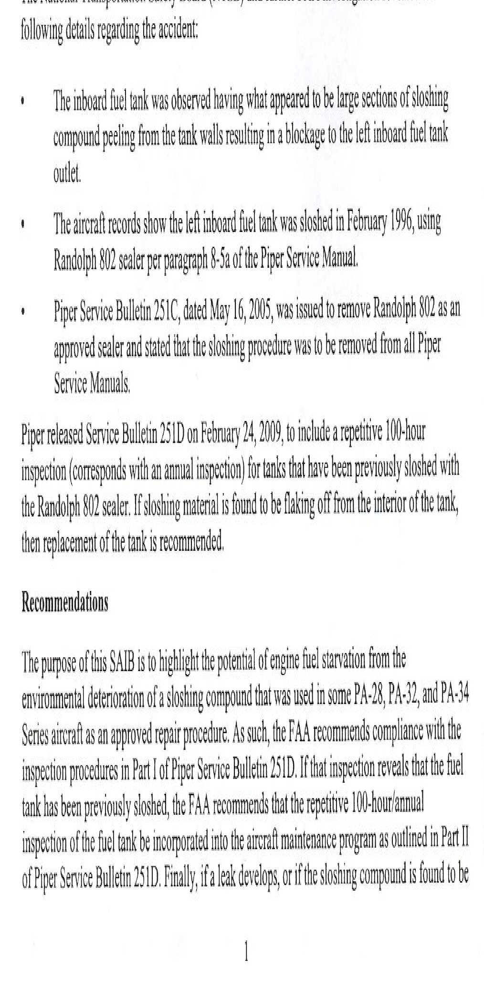 The National Transportation Safety Board (NTSB) and further
following details regarding the accident:
• The inboard fuel tank was observed having what appeared to be large sections of sloshing
compound peeling from the tank walls resulting in a blockage to the left inboard fuel tank
outlet.
• The aircraft records show the left inboard fuel tank was sloshed in February 1996, using
Randolph 802 sealer per paragraph 8-5a of the Piper Service Manual.
• Piper Service Bulletin 251C, dated May 16, 2005, was issued to remove Randolph 802 as an
approved sealer and stated that the sloshing procedure was to be removed from all Piper
Service Manuals.
Piper released Service Bulletin 251D on February 24, 2009, to include a repetitive 100-hour
inspection (corresponds with an annual inspection) for tanks that have been previously sloshed with
the Randolph 802 sealer. If sloshing material is found to be flaking off from the interior of the tank,
then replacement of the tank is recommended.
Recommendations
The purpose of this SAIB is to highlight the potential of engine fuel starvation from the
environmental deterioration of a sloshing compound that was used in some PA-28, PA-32, and PA-34
Series aircraft as an approved repair procedure. As such, the FAA recommends compliance with the
inspection procedures in Part I of Piper Service Bulletin 251D. If that inspection reveals that the fuel
tank has been previously sloshed, the FAA recommends that the repetitive 100-hour/annual
inspection of the fuel tank be incorporated into the aircraft maintenance program as outlined in Part II
of Piper Service Bulletin 251D. Finally, if a leak develops, or if the sloshing compound is found to be
1